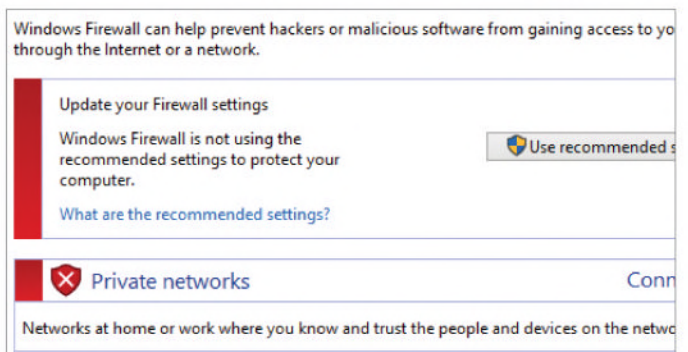 Windows Firewall can help prevent hackers or malicious software from gaining access to yo
through the Internet or a network.
Update your Firewall settings
Windows Firewall is not using the
recommended settings to protect your
computer.
Use recommended s
What are the recommended settings?
Private networks
Conn
Networks at home or work where you know and trust the people and devices on the netwo